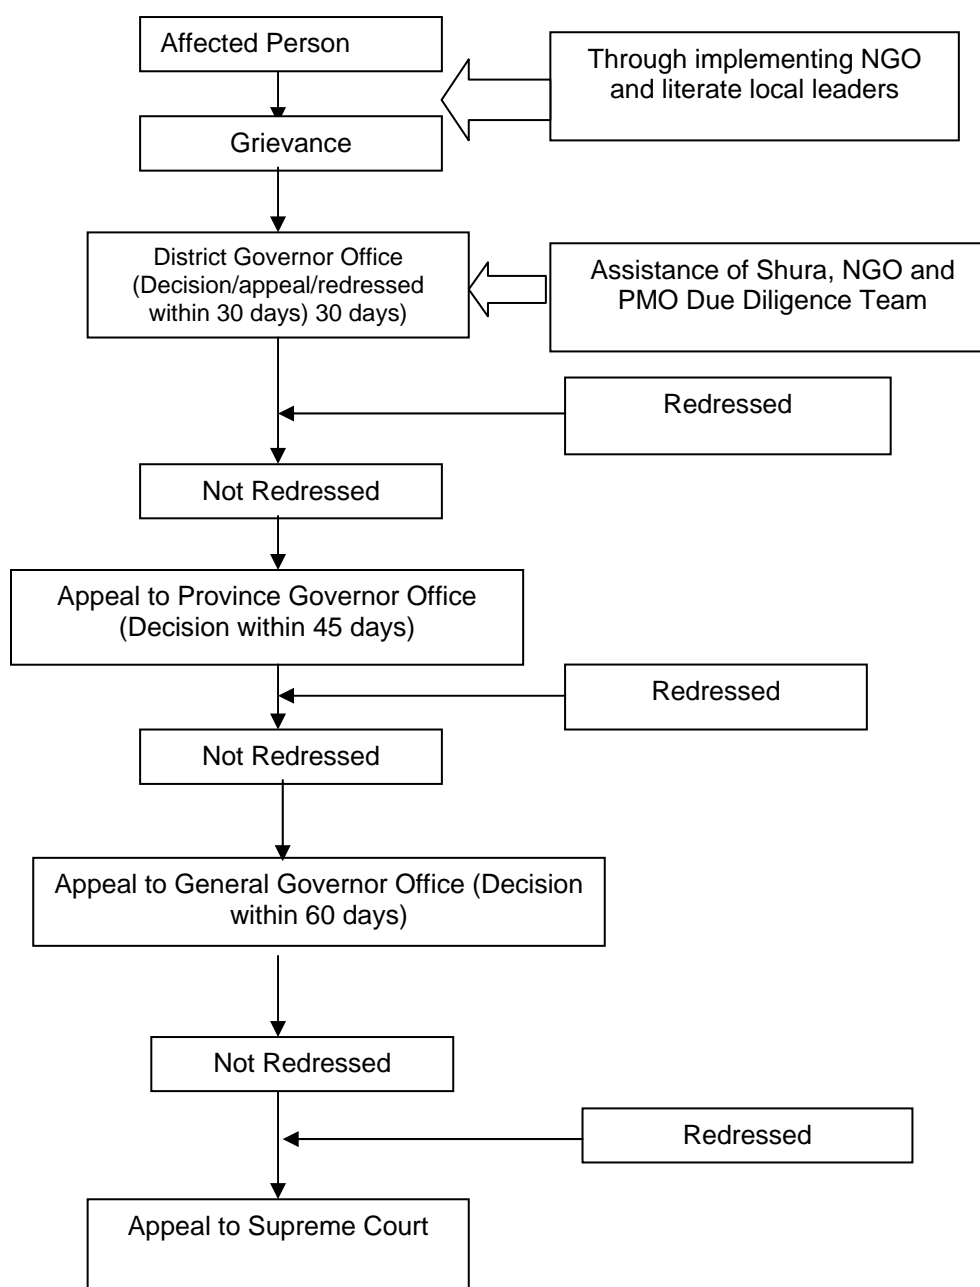 Affected Person
Through implementing NGO
and literate local leaders
Grievance
District Governor Office
(Decision/appeal/redressed
within 30 days) 30 days)
Assistance of Shura, NGO and
PMO Due Diligence Team
Redressed
Not Redressed
Appeal to Province Governor Office
(Decision within 45 days)
Redressed
Not Redressed
Appeal to General Governor Office (Decision
within 60 days)
Not Redressed
Redressed
Appeal to Supreme Court